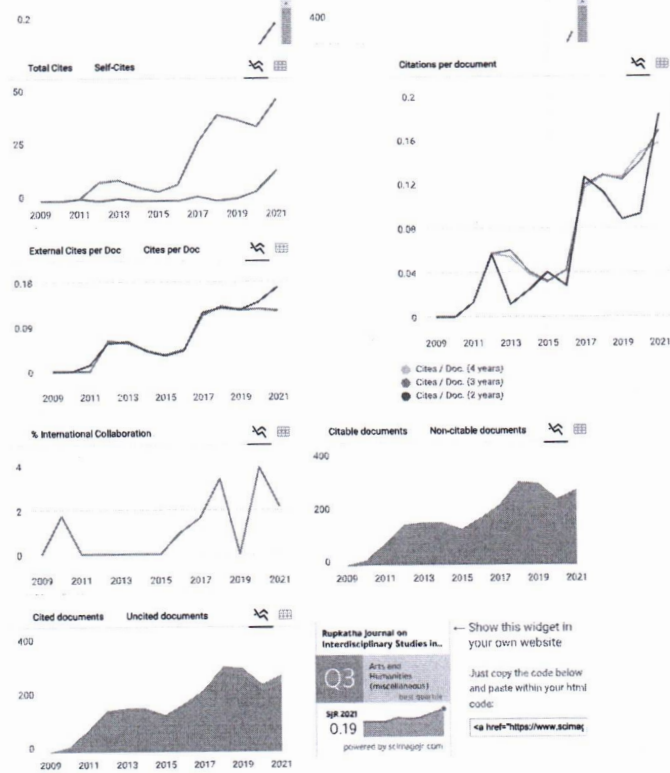 0.2
400
Total Cites Self-Cites
50
25
0
2009 2011 2013 2015 2017 2019 2021
External Cites per Doc Cites per Doc
0.18
0.09
0
2009 2011 2013 2015 2017 2019 2021
% International Collaboration
4
2
0
2009 2011 2013 2015 2017 2019 2021
Cited documents Uncited documents
400
200
0
2009 2011 2013 2015 2017 2019 2021
Citations per document
0.2
0.16
0.12
0.08
0.04
0
2009 2011 2013 2015 2017 2019 2021
Cites / Doc. (4 years)
Cites / Doc. (3 years)
Cites / Doc. (2 years)
Citable documents Non-citable documents
400
200
0
2009 2011 2013 2015 2017 2019 2021
Rupkatha Journal on
Interdisciplinary Studies in..
Q3
Arts and
Humanities
(miscellaneous)
best quartile
SJR 2021
0.19
powered by scimagojr.com
← Show this widget in
your own website
Just copy the code below
and paste within your html
code:
<a href="https://www.scimag